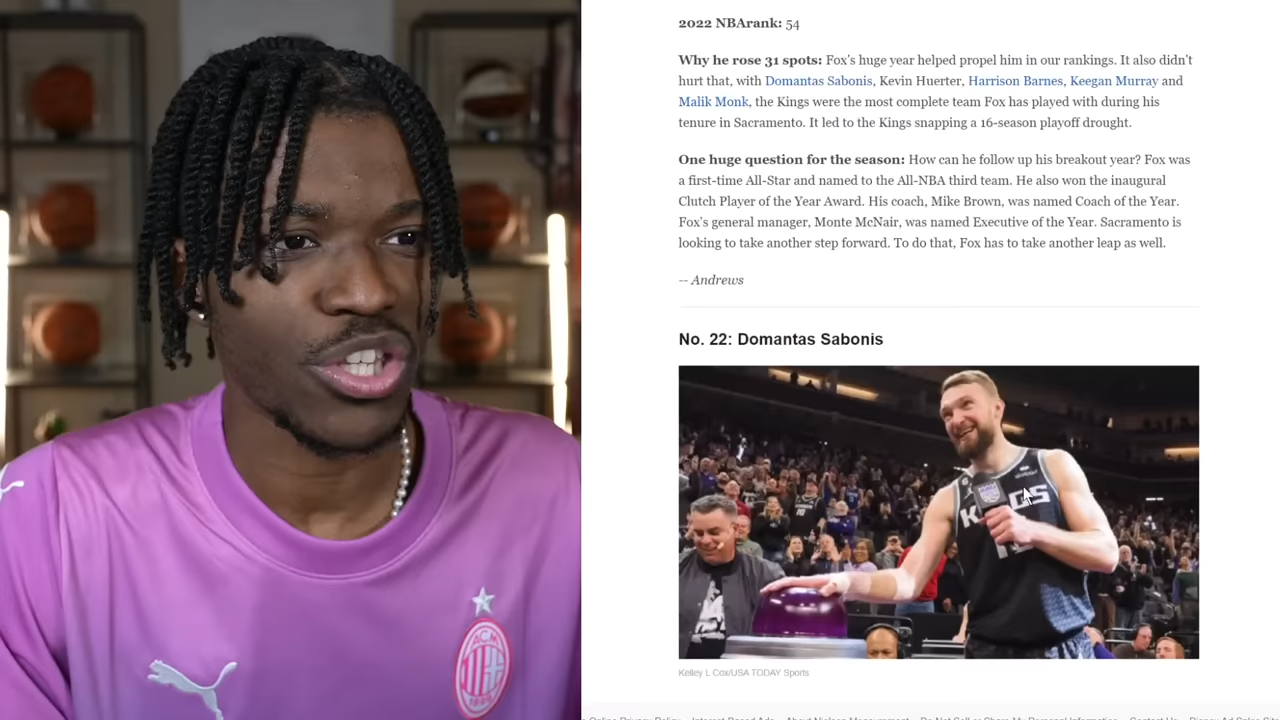 2022 NBArank: 54
Why he rose 31 spots: Fox's huge year helped propel him in our rankings. It also didn't
hurt that, with Domantas Sabonis, Kevin Huerter, Harrison Barnes, Keegan Murray and
Malik Monk, the Kings were the most complete team Fox has played with during his
tenure in Sacramento. It led to the Kings snapping a 16-season playoff drought.
One huge question for the season: How can he follow up his breakout year? Fox was
a first-time All-Star and named to the All-NBA third team. He also won the inaugural
Clutch Player of the Year Award. His coach, Mike Brown, was named Coach of the Year.
Fox's general manager, Monte McNair, was named Executive of the Year. Sacramento is
looking to take another step forward. To do that, Fox has to take another leap as well.
-- Andrews
No. 22: Domantas Sabonis
Kelley L Cox/USA TODAY Sports
ACM
1899